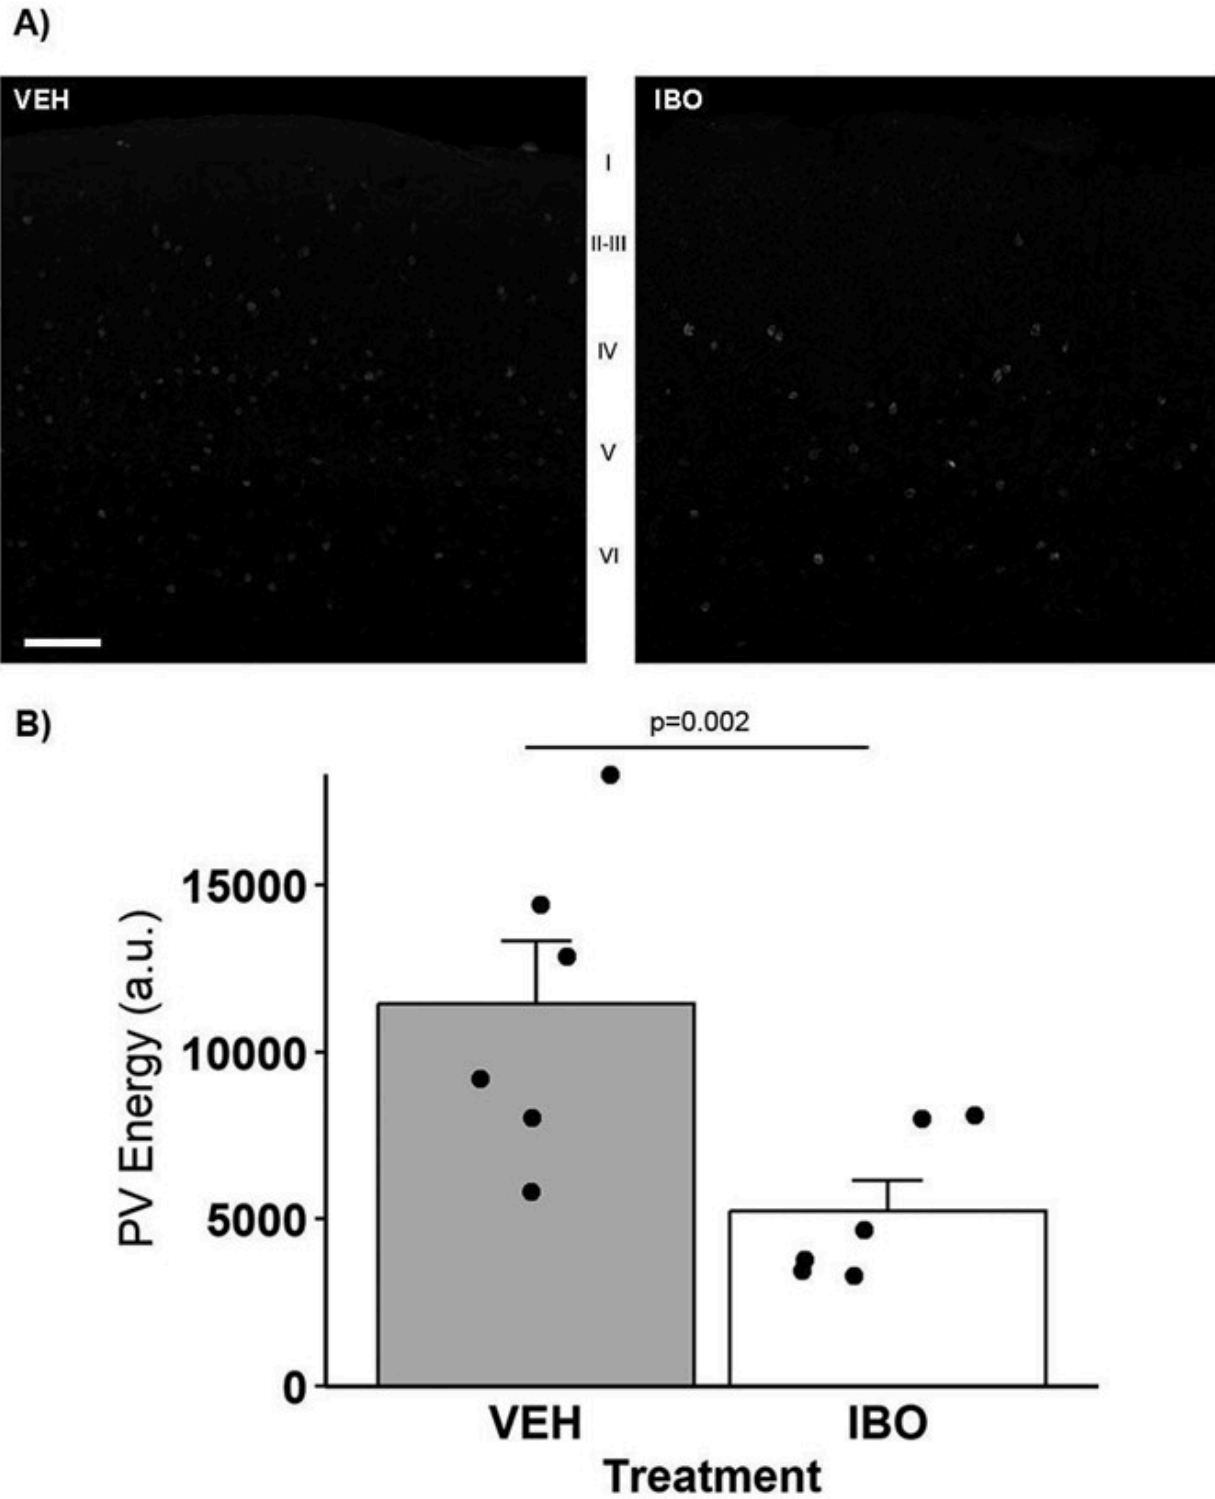 A)
VEH
IBO
I
II-III
IV
V
VI
B)
p=0.002
15000
10000
5000
0
PV Energy (a.u.)
VEH
IBO
Treatment